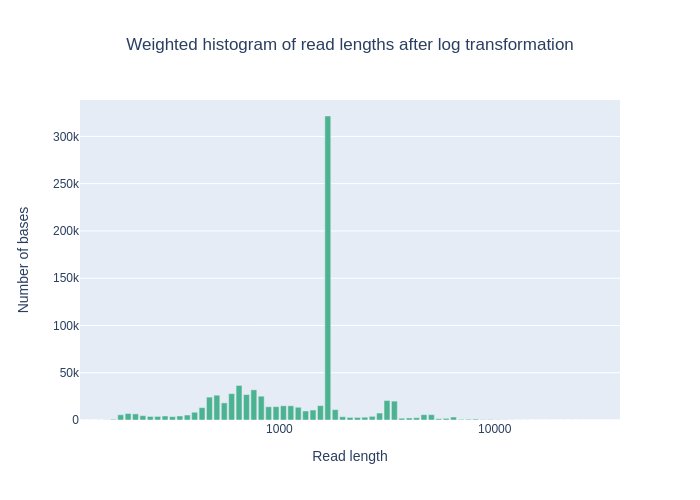 Weighted histogram of read lengths after log transformation
300k
250k
200k
150k
100k
50k
0
1000
10000
Number of bases
Read length